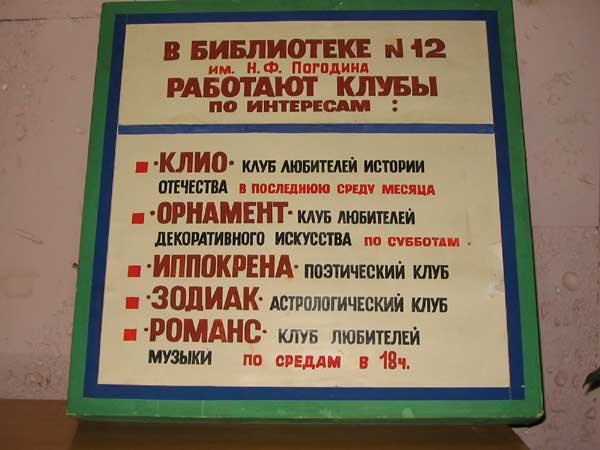 В БИБЛИОТЕКЕ N 12
им. Н.Ф. Погодина
РАБОТАЮТ КЛУБЫ
ПО ИНТЕРЕСАМ :
·КЛИО· КЛУБ ЛЮБИТЕЛЕЙ ИСТОРИИ
ОТЕЧЕСТВА В ПОСЛЕДНЮЮ СРЕДУ МЕСЯЦА
·ОРНАМЕНТ· КЛУБ ЛЮБИТЕЛЕЙ
ДЕКОРАТИВНОГО ИСКУССТВА ПО СУББОТАМ
·ИППОКРЕНА· ПОЭТИЧЕСКИЙ КЛУБ
·ЗОДИАК· АСТРОЛОГИЧЕСКИЙ КЛУБ
·РОМАНС· КЛУБ ЛЮБИТЕЛЕЙ
МУЗЫКИ ПО СРЕДАМ В 18ч.